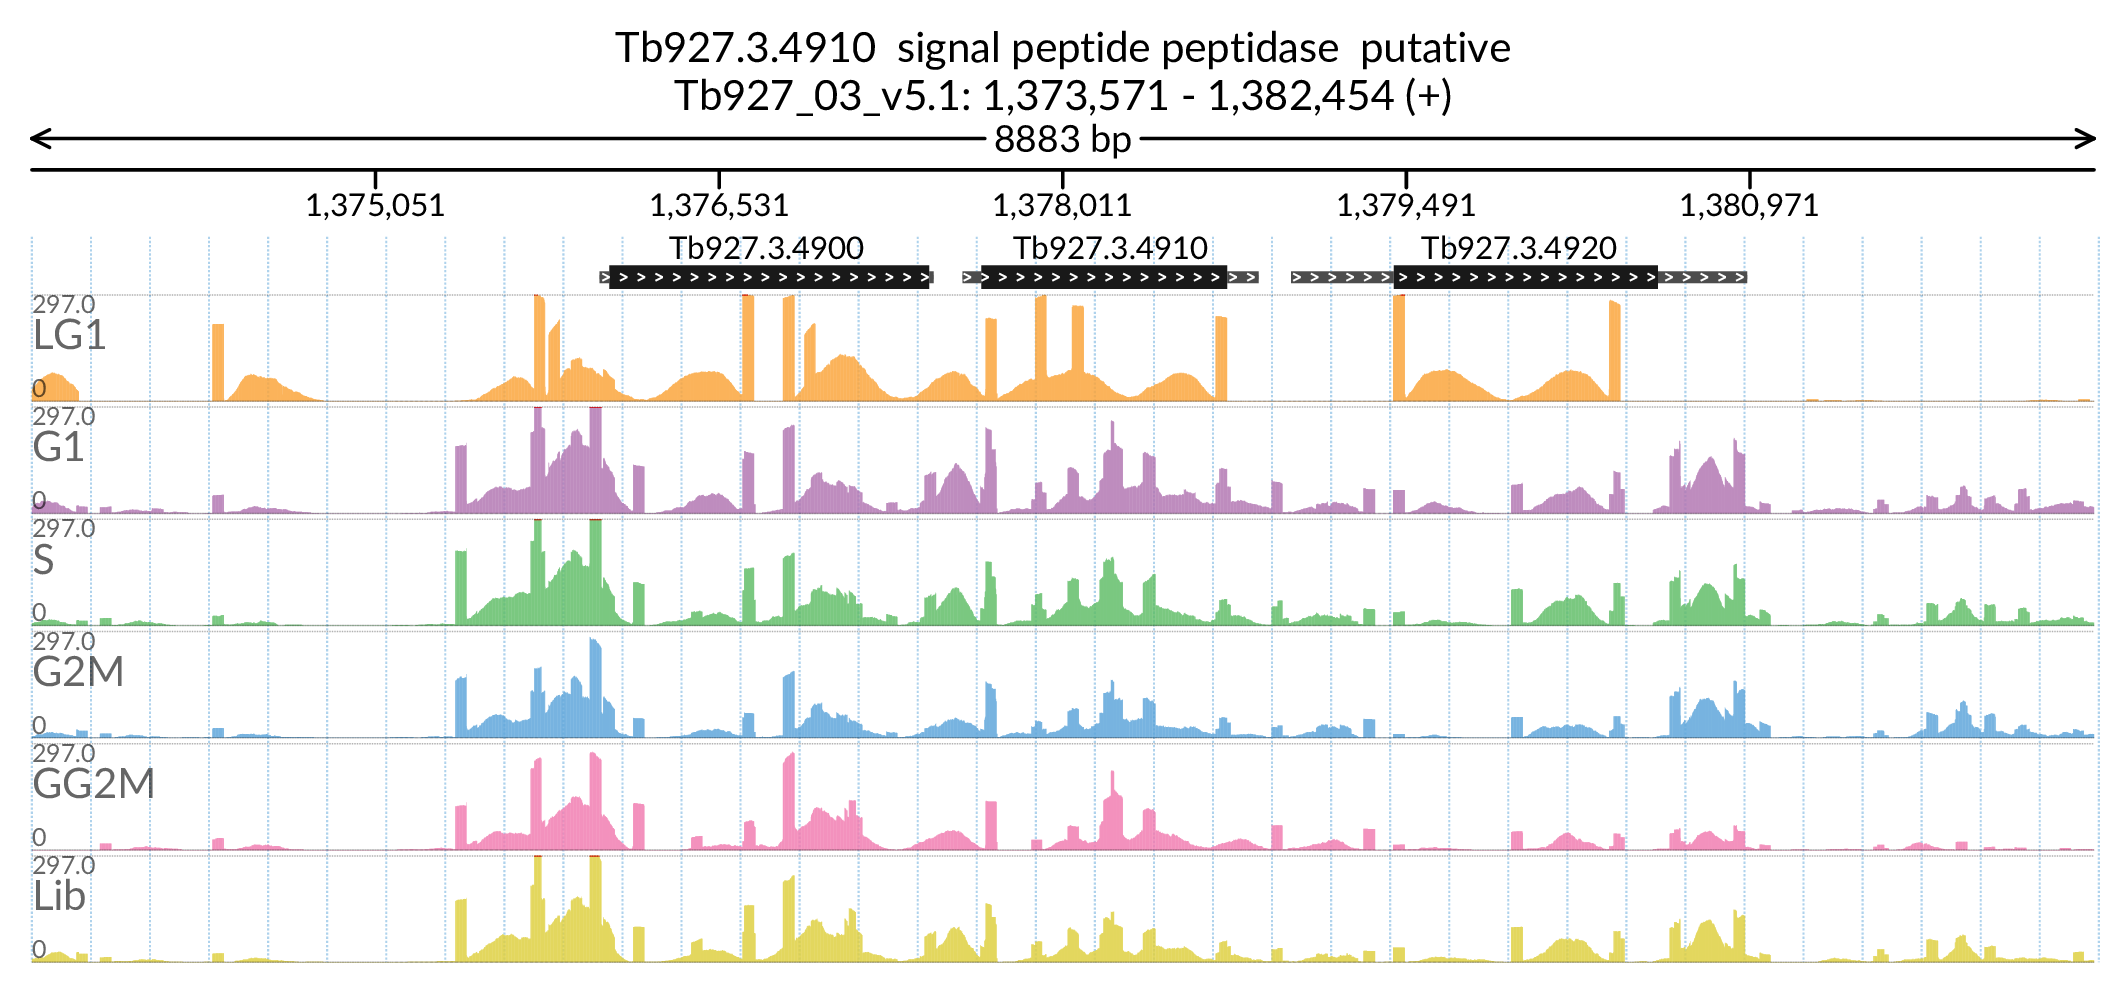 Tb927.3.4910 signal peptide peptidase putative
Tb927_03_v5.1: 1,373,571 - 1,382,454 (+)
8883 bp
1,375,051 1,376,531 1,378,011 1,379,491 1,380,971
Tb927.3.4900 Tb927.3.4910 Tb927.3.4920
297.0
LG1
0
297.0
G1
0
297.0
S
0
297.0
G2M
0
297.0
GG2M
0
297.0
Lib
0